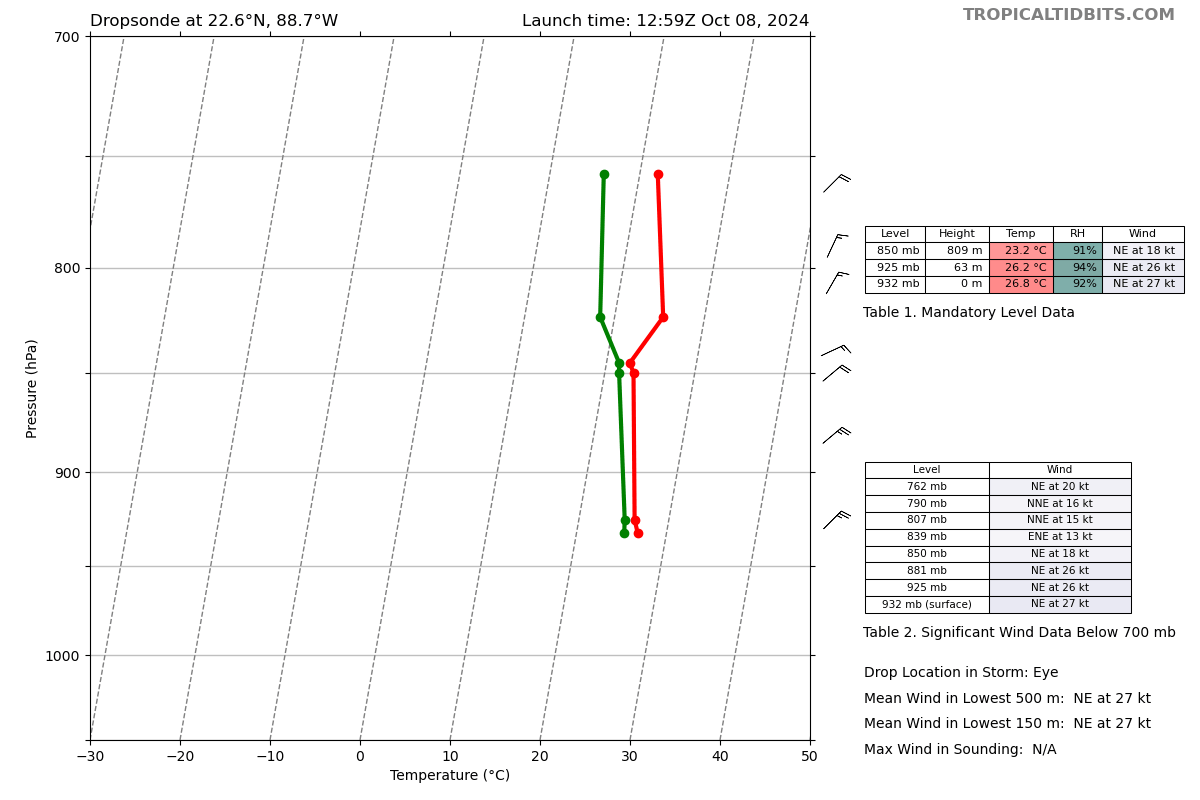 TROPICALTIDBITS.COM
Dropsonde at 22.6°N, 88.7°W
Launch time: 12:59Z Oct 08, 2024
700
800
900
1000
Pressure (hPa)
−30 −20 −10 0 10 20 30 40 50
Temperature (°C)
Level Height Temp RH Wind
850 mb 809 m 23.2 °C 91% NE at 18 kt
925 mb 63 m 26.2 °C 94% NE at 26 kt
932 mb 0 m 26.8 °C 92% NE at 27 kt
Table 1. Mandatory Level Data
Level Wind
762 mb NE at 20 kt
790 mb NNE at 16 kt
807 mb NNE at 15 kt
839 mb ENE at 13 kt
850 mb NE at 18 kt
881 mb NE at 26 kt
925 mb NE at 26 kt
932 mb (surface) NE at 27 kt
Table 2. Significant Wind Data Below 700 mb
Drop Location in Storm: Eye
Mean Wind in Lowest 500 m:  NE at 27 kt
Mean Wind in Lowest 150 m:  NE at 27 kt
Max Wind in Sounding:  N/A